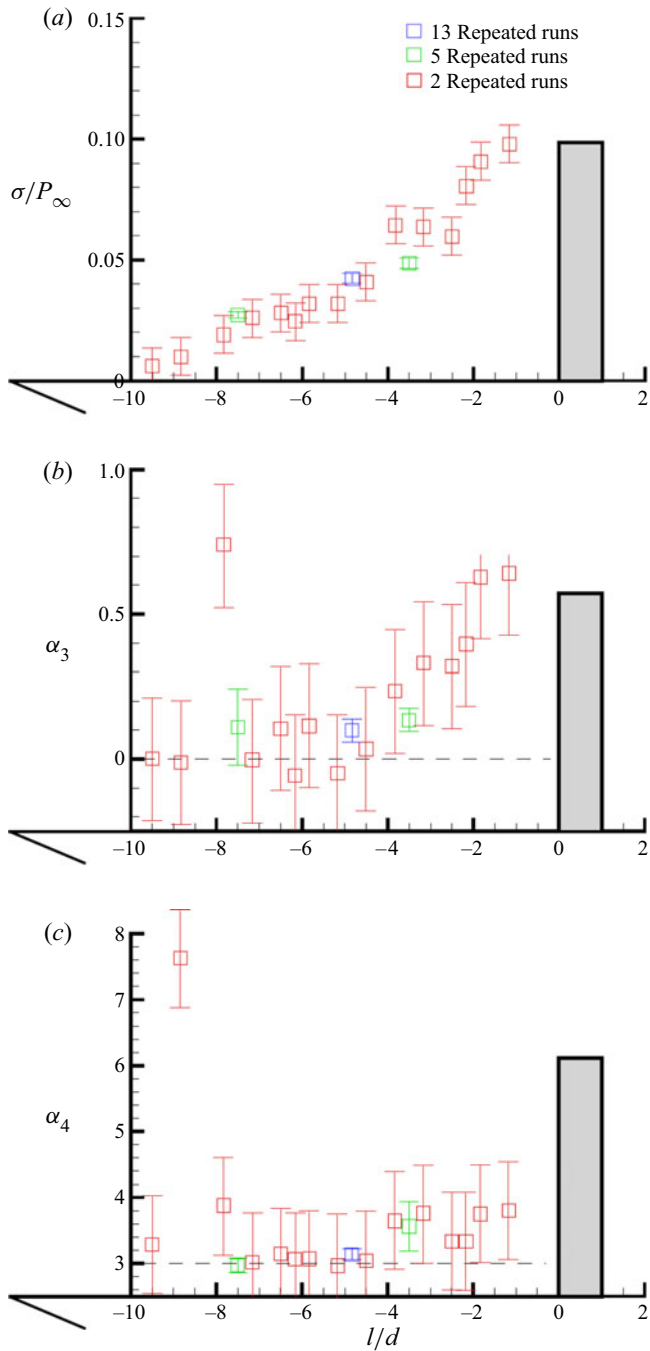 (a)
0.15
13 Repeated runs
5 Repeated runs
2 Repeated runs
0.10
σ/P∞
0.05
0
−10 −8 −6 −4 −2 0 2
(b)
1.0
0.5
α3
0
−10 −8 −6 −4 −2 0 2
(c)
8
7
6
α4
5
4
3
−10 −8 −6 −4 −2 0 2
l/d